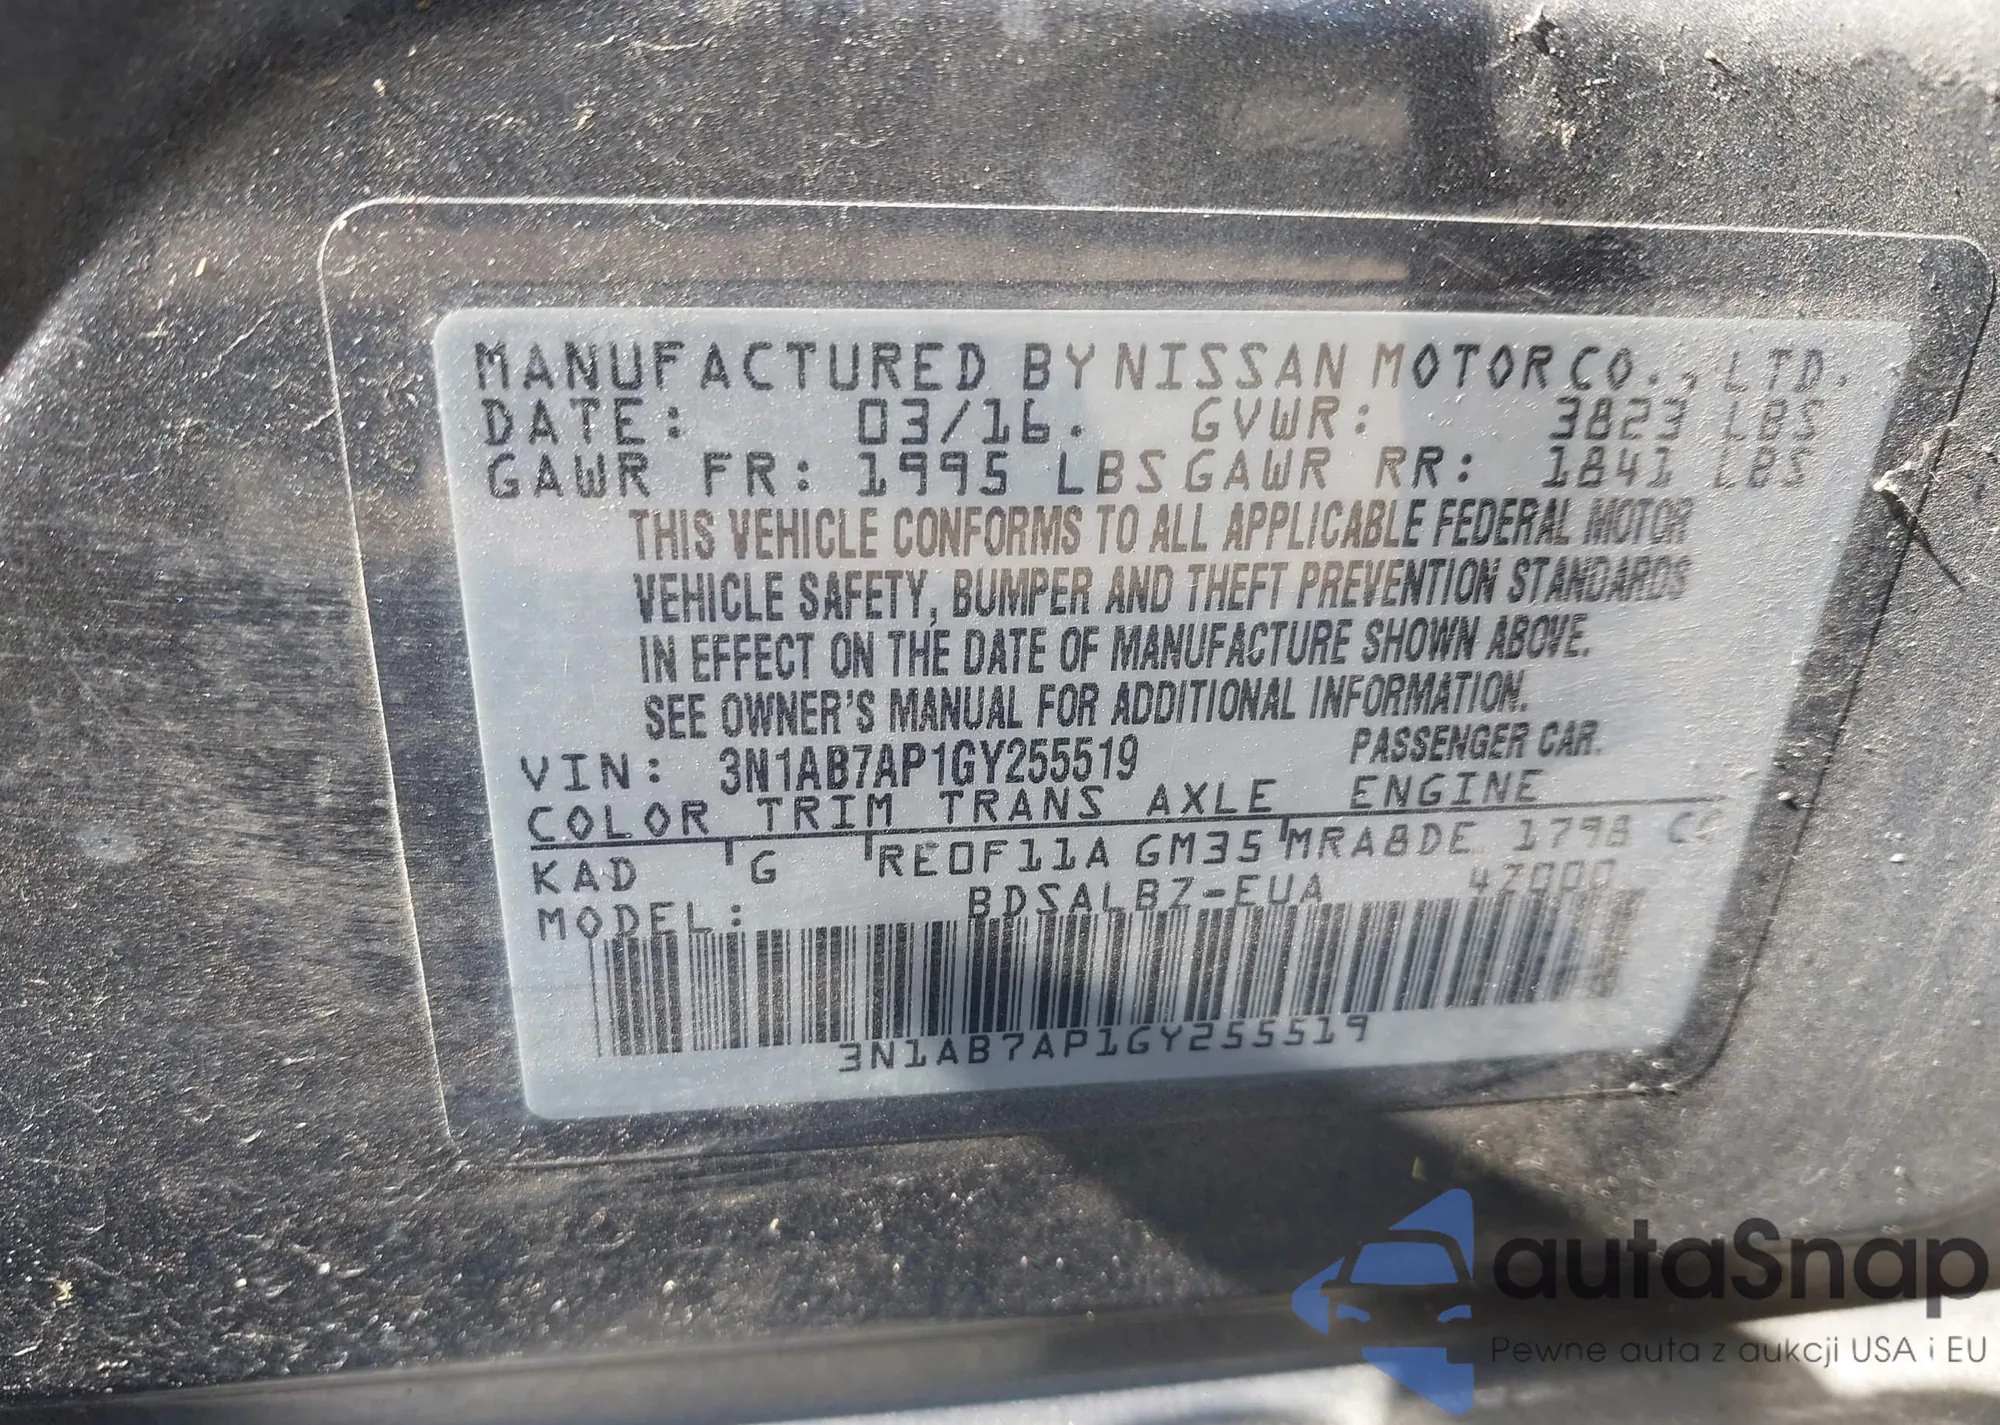 MANUFACTURED BY NISSAN MOTOR CO., LTD.
DATE: 03/16. GVWR: 3823 LBS
GAWR FR: 1995 LBS GAWR RR: 1841 LBS
THIS VEHICLE CONFORMS TO ALL APPLICABLE FEDERAL MOTOR
VEHICLE SAFETY, BUMPER AND THEFT PREVENTION STANDARDS
IN EFFECT ON THE DATE OF MANUFACTURE SHOWN ABOVE.
SEE OWNER'S MANUAL FOR ADDITIONAL INFORMATION.
VIN: 3N1AB7AP1GY255519 PASSENGER CAR.
COLOR TRIM TRANS AXLE ENGINE
KAD G RE0F11A GM35 MRA8DE 1798 CC
MODEL: BDSALBZ-EUA
3N1AB7AP1GY255519
autaSnap
Pewne auta z aukcji USA i EU